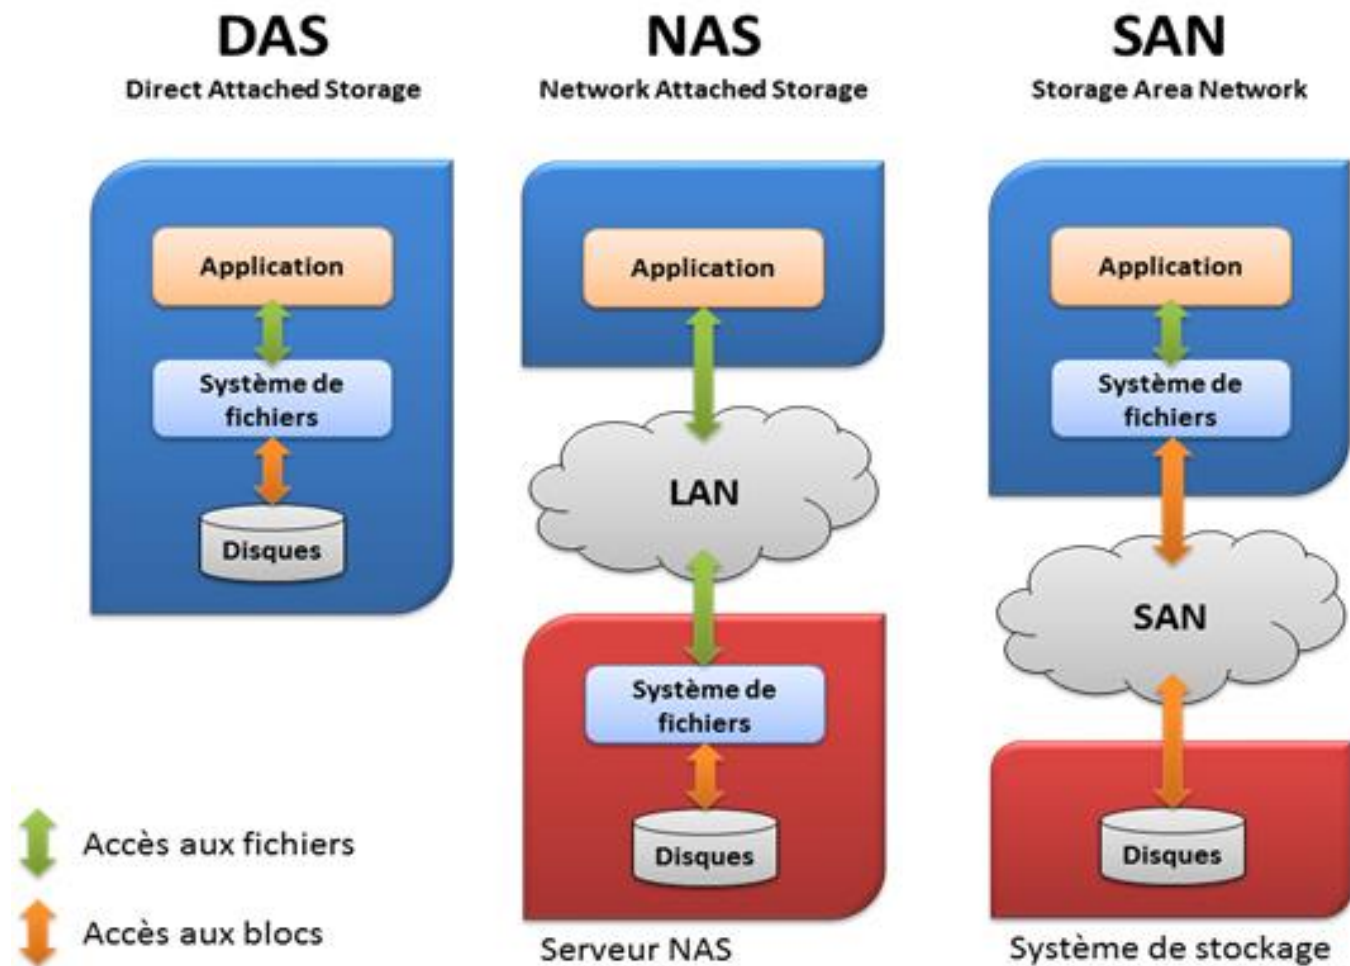 DAS
Direct Attached Storage
Application
Système de
fichiers
Disques
NAS
Network Attached Storage
Application
LAN
Système de
fichiers
Disques
Serveur NAS
SAN
Storage Area Network
Application
Système de
fichiers
SAN
Disques
Système de stockage
Accès aux fichiers
Accès aux blocs